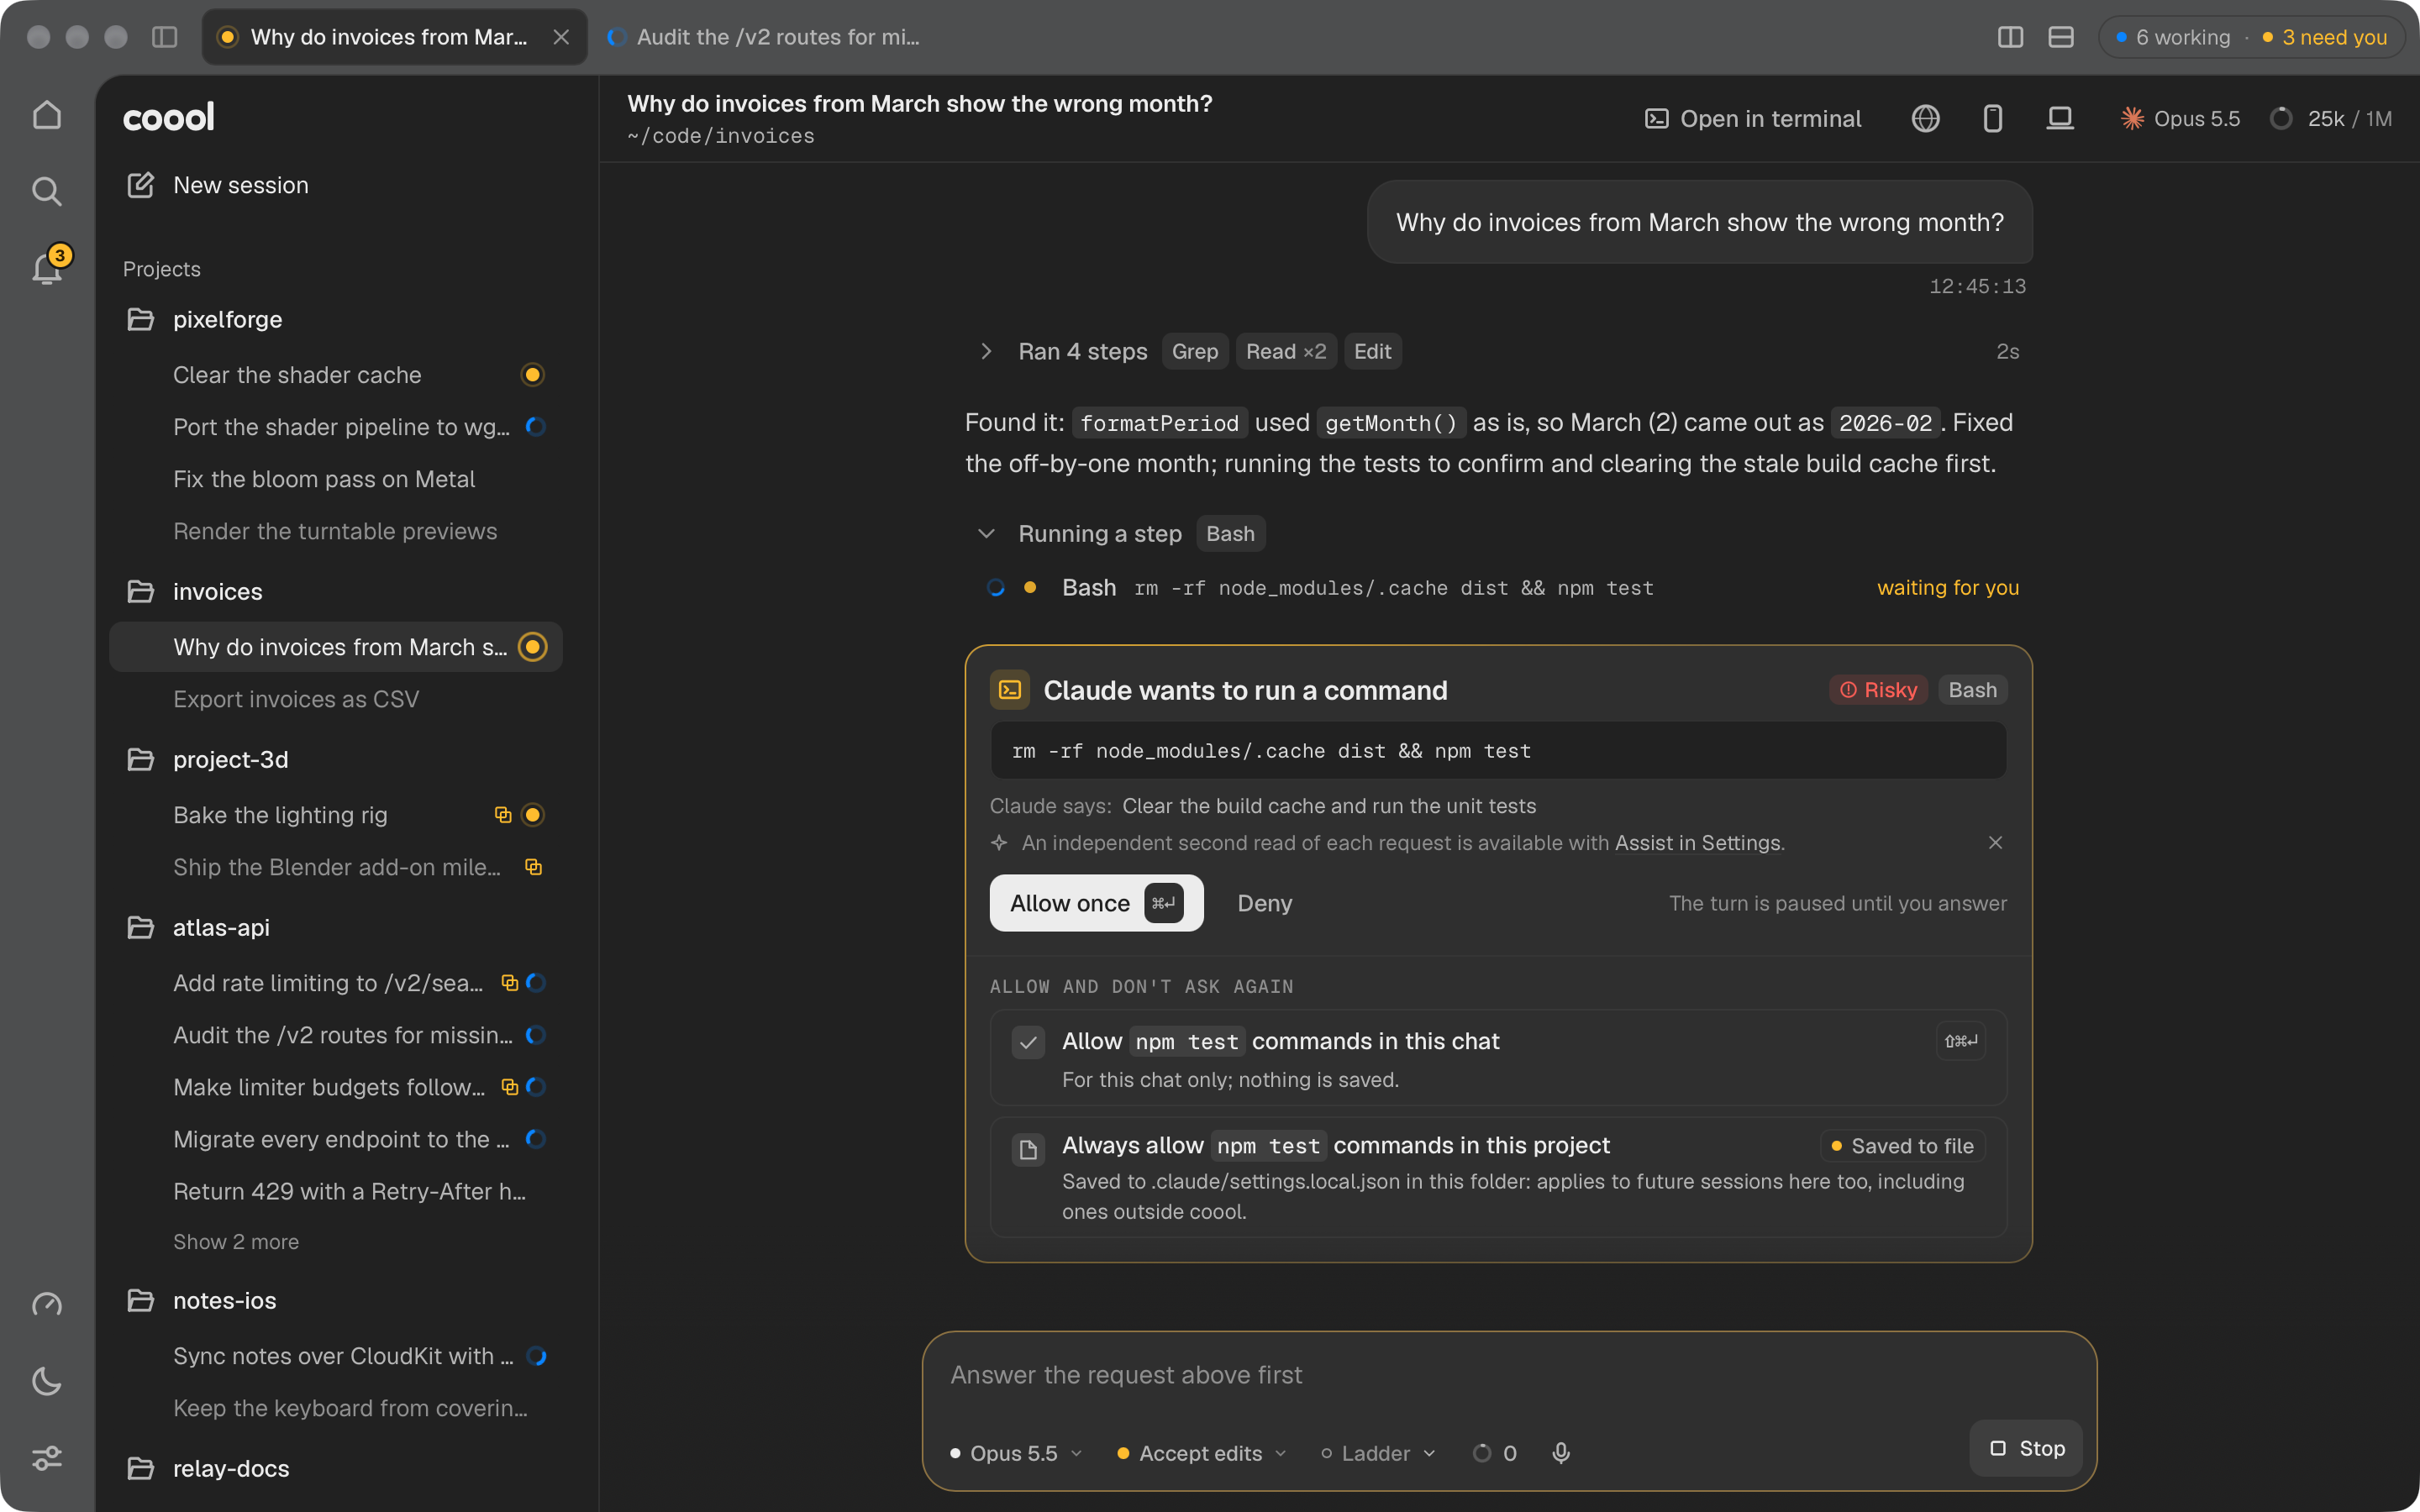 Why do invoices from Mar...
Audit the /v2 routes for mi...
6 working · 3 need you
3
coool
New session
Projects
pixelforge
Clear the shader cache
Port the shader pipeline to wg...
Fix the bloom pass on Metal
Render the turntable previews
invoices
Why do invoices from March s...
Export invoices as CSV
project-3d
Bake the lighting rig
Ship the Blender add-on mile...
atlas-api
Add rate limiting to /v2/sea...
Audit the /v2 routes for missin...
Make limiter budgets follow...
Migrate every endpoint to the ...
Return 429 with a Retry-After h...
Show 2 more
notes-ios
Sync notes over CloudKit with ...
Keep the keyboard from coverin...
relay-docs
Why do invoices from March show the wrong month?
~/code/invoices
Open in terminal
Opus 5.5
25k / 1M
Why do invoices from March show the wrong month?
12:45:13
Ran 4 steps Grep Read ×2 Edit 2s
Found it: formatPeriod used getMonth() as is, so March (2) came out as 2026-02. Fixed
the off-by-one month; running the tests to confirm and clearing the stale build cache first.
Running a step Bash
Bash rm -rf node_modules/.cache dist && npm test waiting for you
Claude wants to run a command Risky Bash
rm -rf node_modules/.cache dist && npm test
Claude says: Clear the build cache and run the unit tests
An independent second read of each request is available with Assist in Settings.
Allow once ⌘↵ Deny The turn is paused until you answer
ALLOW AND DON'T ASK AGAIN
Allow npm test commands in this chat ⇧⌘↵
For this chat only; nothing is saved.
Always allow npm test commands in this project Saved to file
Saved to .claude/settings.local.json in this folder: applies to future sessions here too, including
ones outside coool.
Answer the request above first
Opus 5.5 Accept edits Ladder 0 Stop